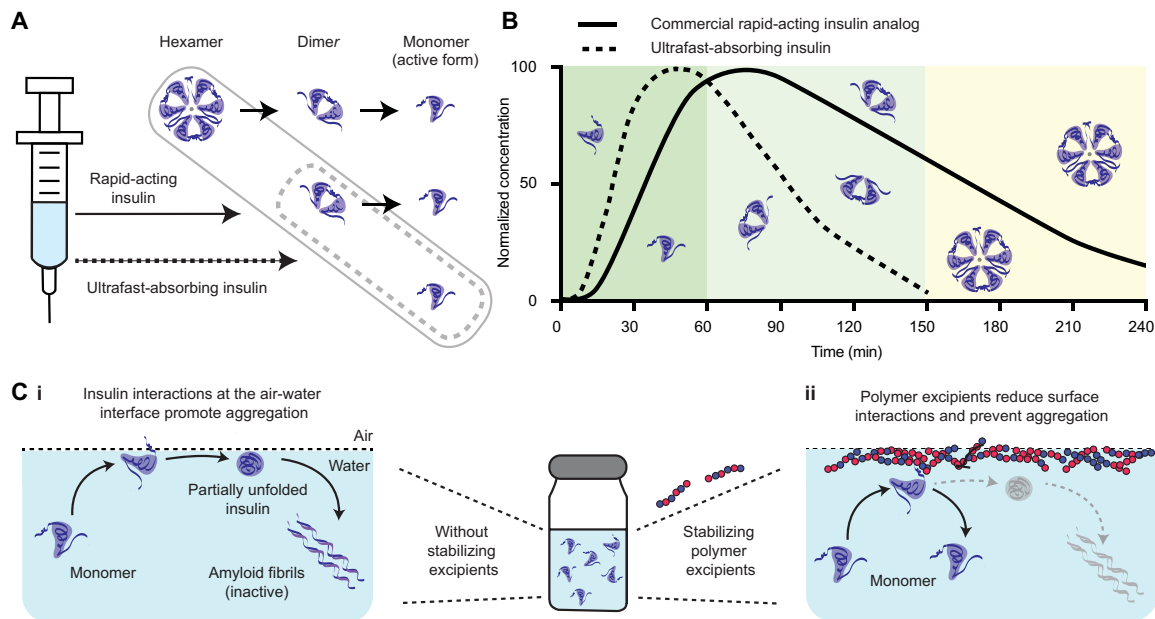 A
Hexamer
Dimer
Monomer
(active form)
Rapid-acting
insulin
Ultrafast-absorbing insulin
B
Commercial rapid-acting insulin analog
Ultrafast-absorbing insulin
Normalized concentration
100
50
0
0 30 60 90 120 150 180 210 240
Time (min)
C i
Insulin interactions at the air-water
interface promote aggregation
Air
Water
Partially unfolded
insulin
Monomer
Amyloid fibrils
(inactive)
Without
stabilizing
excipients
Stabilizing
polymer
excipients
ii
Polymer excipients reduce surface
interactions and prevent aggregation
Monomer